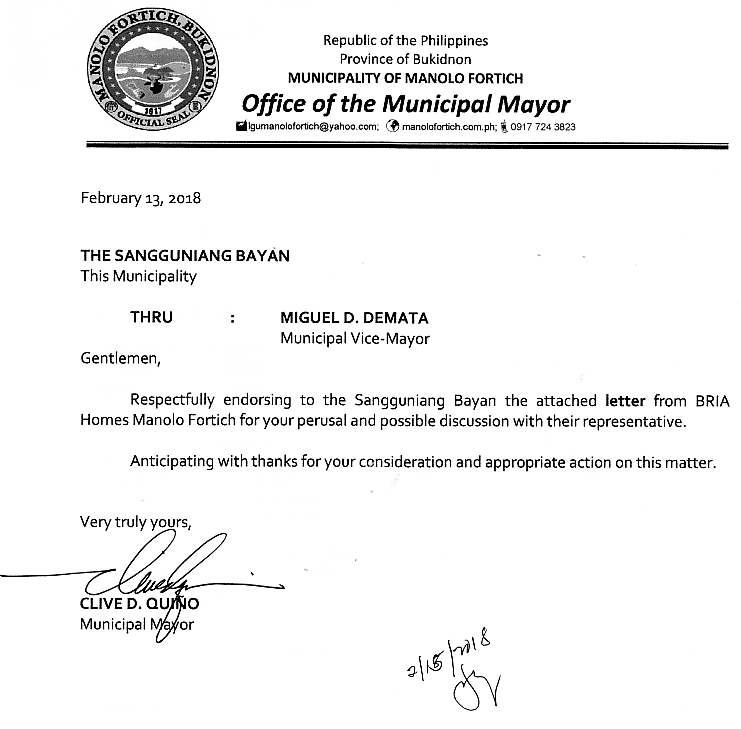 MANOLO FORTICH, BUKIDNON
1917
OFFICIAL SEAL
Republic of the Philippines
Province of Bukidnon
MUNICIPALITY OF MANOLO FORTICH
Office of the Municipal Mayor
lgumanolofortich@yahoo.com; manolofortich.com.ph; 0917 724 3823
February 13, 2018
THE SANGGUNIANG BAYAN
This Municipality
THRU : MIGUEL D. DEMATA
Municipal Vice-Mayor
Gentlemen,
Respectfully endorsing to the Sangguniang Bayan the attached letter from BRIA
Homes Manolo Fortich for your perusal and possible discussion with their representative.
Anticipating with thanks for your consideration and appropriate action on this matter.
Very truly yours,
CLIVE D. QUIÑO
Municipal Mayor
2/15/2018